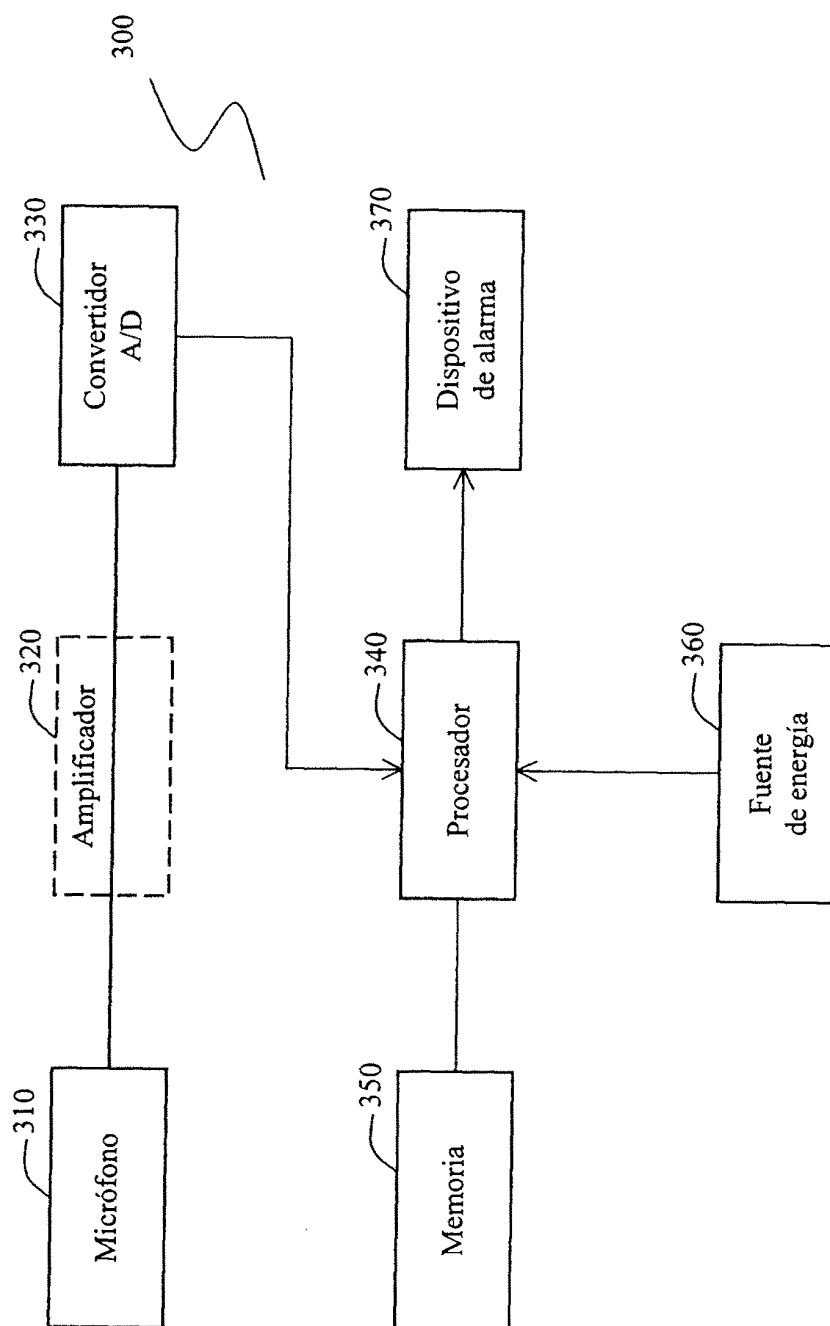 300
310
Micrófono
320
Amplificador
330
Convertidor
A/D
350
Memoria
340
Procesador
370
Dispositivo
de alarma
360
Fuente
de energía